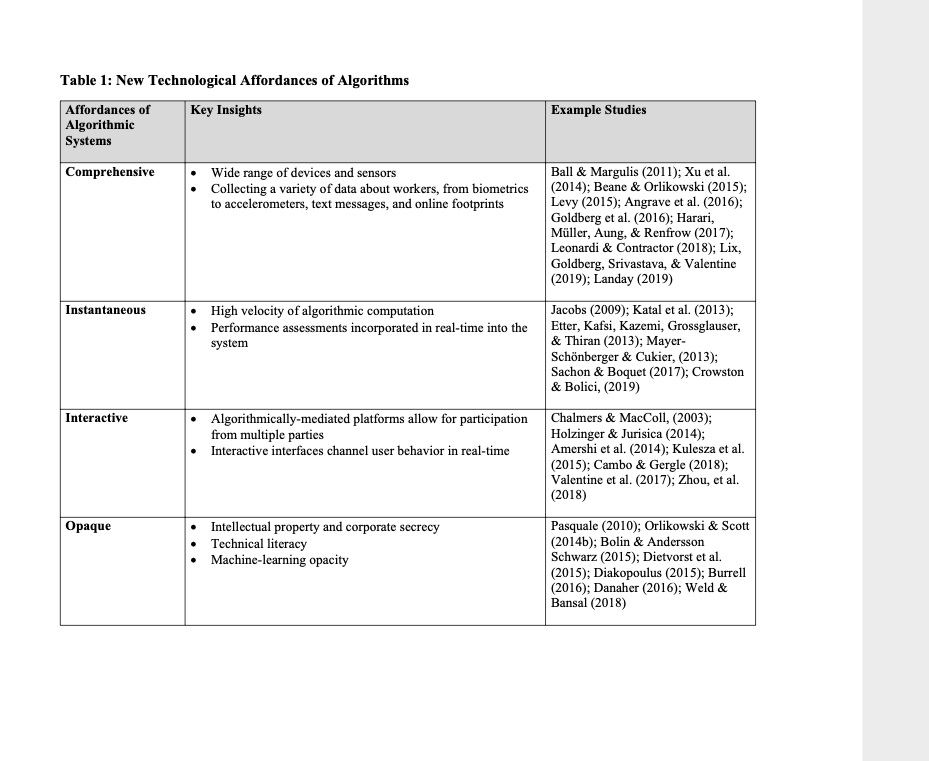 Table 1: New Technological Affordances of Algorithms
Affordances of
Algorithmic
Systems
Key Insights
Example Studies
Comprehensive
• Wide range of devices and sensors
• Collecting a variety of data about workers, from biometrics
to accelerometers, text messages, and online footprints
Ball & Margulis (2011); Xu et al.
(2014); Beane & Orlikowski (2015);
Levy (2015); Angrave et al. (2016);
Goldberg et al. (2016); Harari,
Müller, Aung, & Renfrow (2017);
Leonardi & Contractor (2018); Lix,
Goldberg, Srivastava, & Valentine
(2019); Landay (2019)
Instantaneous
• High velocity of algorithmic computation
• Performance assessments incorporated in real-time into the
system
Jacobs (2009); Katal et al. (2013);
Etter, Kafsi, Kazemi, Grossglauser,
& Thiran (2013); Mayer-
Schönberger & Cukier, (2013);
Sachon & Boquet (2017); Crowston
& Bolici, (2019)
Interactive
• Algorithmically-mediated platforms allow for participation
from multiple parties
• Interactive interfaces channel user behavior in real-time
Chalmers & MacColl, (2003);
Holzinger & Jurisica (2014);
Amershi et al. (2014); Kulesza et al.
(2015); Cambo & Gergle (2018);
Valentine et al. (2017); Zhou, et al.
(2018)
Opaque
• Intellectual property and corporate secrecy
• Technical literacy
• Machine-learning opacity
Pasquale (2010); Orlikowski & Scott
(2014b); Bolin & Andersson
Schwarz (2015); Dietvorst et al.
(2015); Diakopoulus (2015); Burrell
(2016); Danaher (2016); Weld &
Bansal (2018)